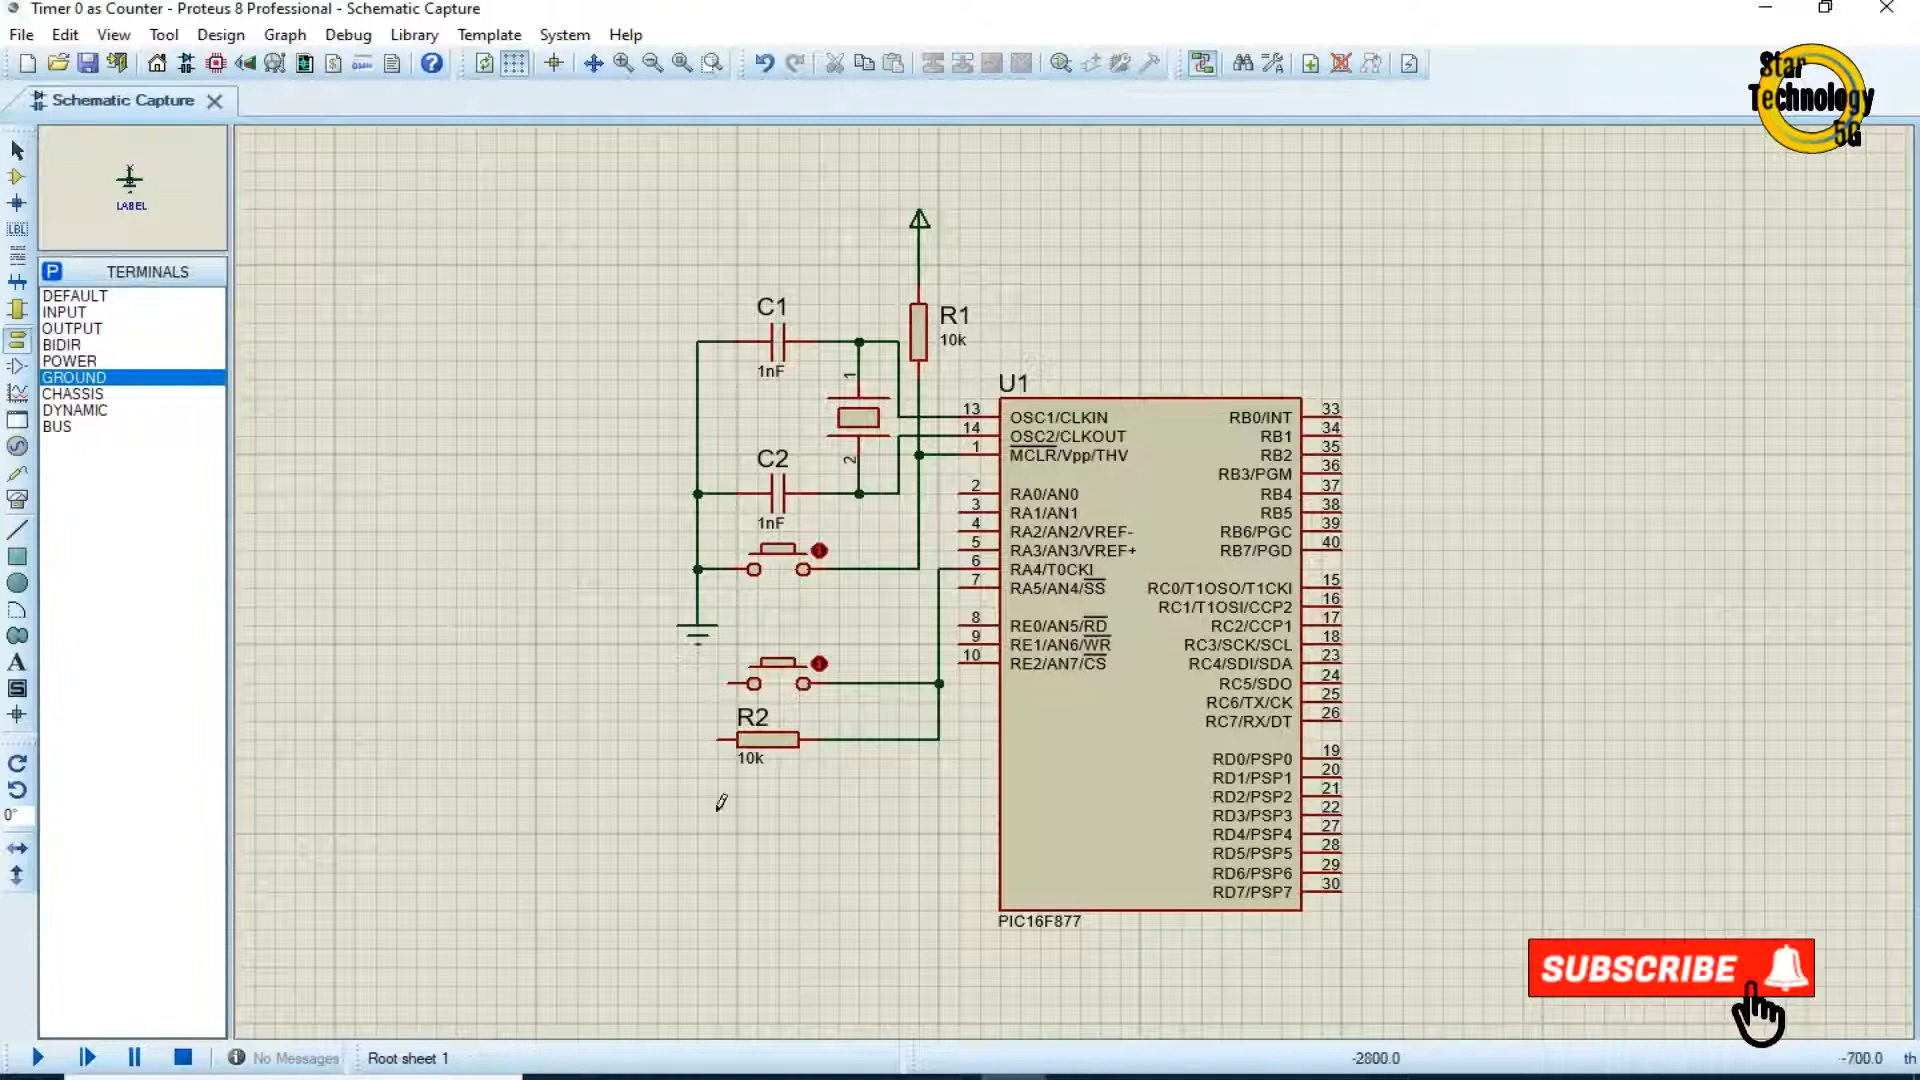 Timer 0 as Counter - Proteus 8 Professional - Schematic Capture
File Edit View Tool Design Graph Debug Library Template System Help
Star
Technology
5G
Schematic Capture
LABEL
P TERMINALS
DEFAULT
INPUT
OUTPUT
BIDIR
POWER
GROUND
CHASSIS
DYNAMIC
BUS
LBL
A
S
0°
C1
1nF
R1
10k
1
2
C2
1nF
R2
10k
U1
13 OSC1/CLKIN RB0/INT 33
14 OSC2/CLKOUT RB1 34
1 MCLR/Vpp/THV RB2 35
RB3/PGM 36
2 RA0/AN0 RB4 37
3 RA1/AN1 RB5 38
4 RA2/AN2/VREF- RB6/PGC 39
5 RA3/AN3/VREF+ RB7/PGD 40
6 RA4/T0CKI
7 RA5/AN4/SS RC0/T1OSO/T1CKI 15
RC1/T1OSI/CCP2 16
8 RE0/AN5/RD RC2/CCP1 17
9 RE1/AN6/WR RC3/SCK/SCL 18
10 RE2/AN7/CS RC4/SDI/SDA 23
RC5/SDO 24
RC6/TX/CK 25
RC7/RX/DT 26
RD0/PSP0 19
RD1/PSP1 20
RD2/PSP2 21
RD3/PSP3 22
RD4/PSP4 27
RD5/PSP5 28
RD6/PSP6 29
RD7/PSP7 30
PIC16F877
SUBSCRIBE
No Messages Root sheet 1 -2800.0 -700.0 th